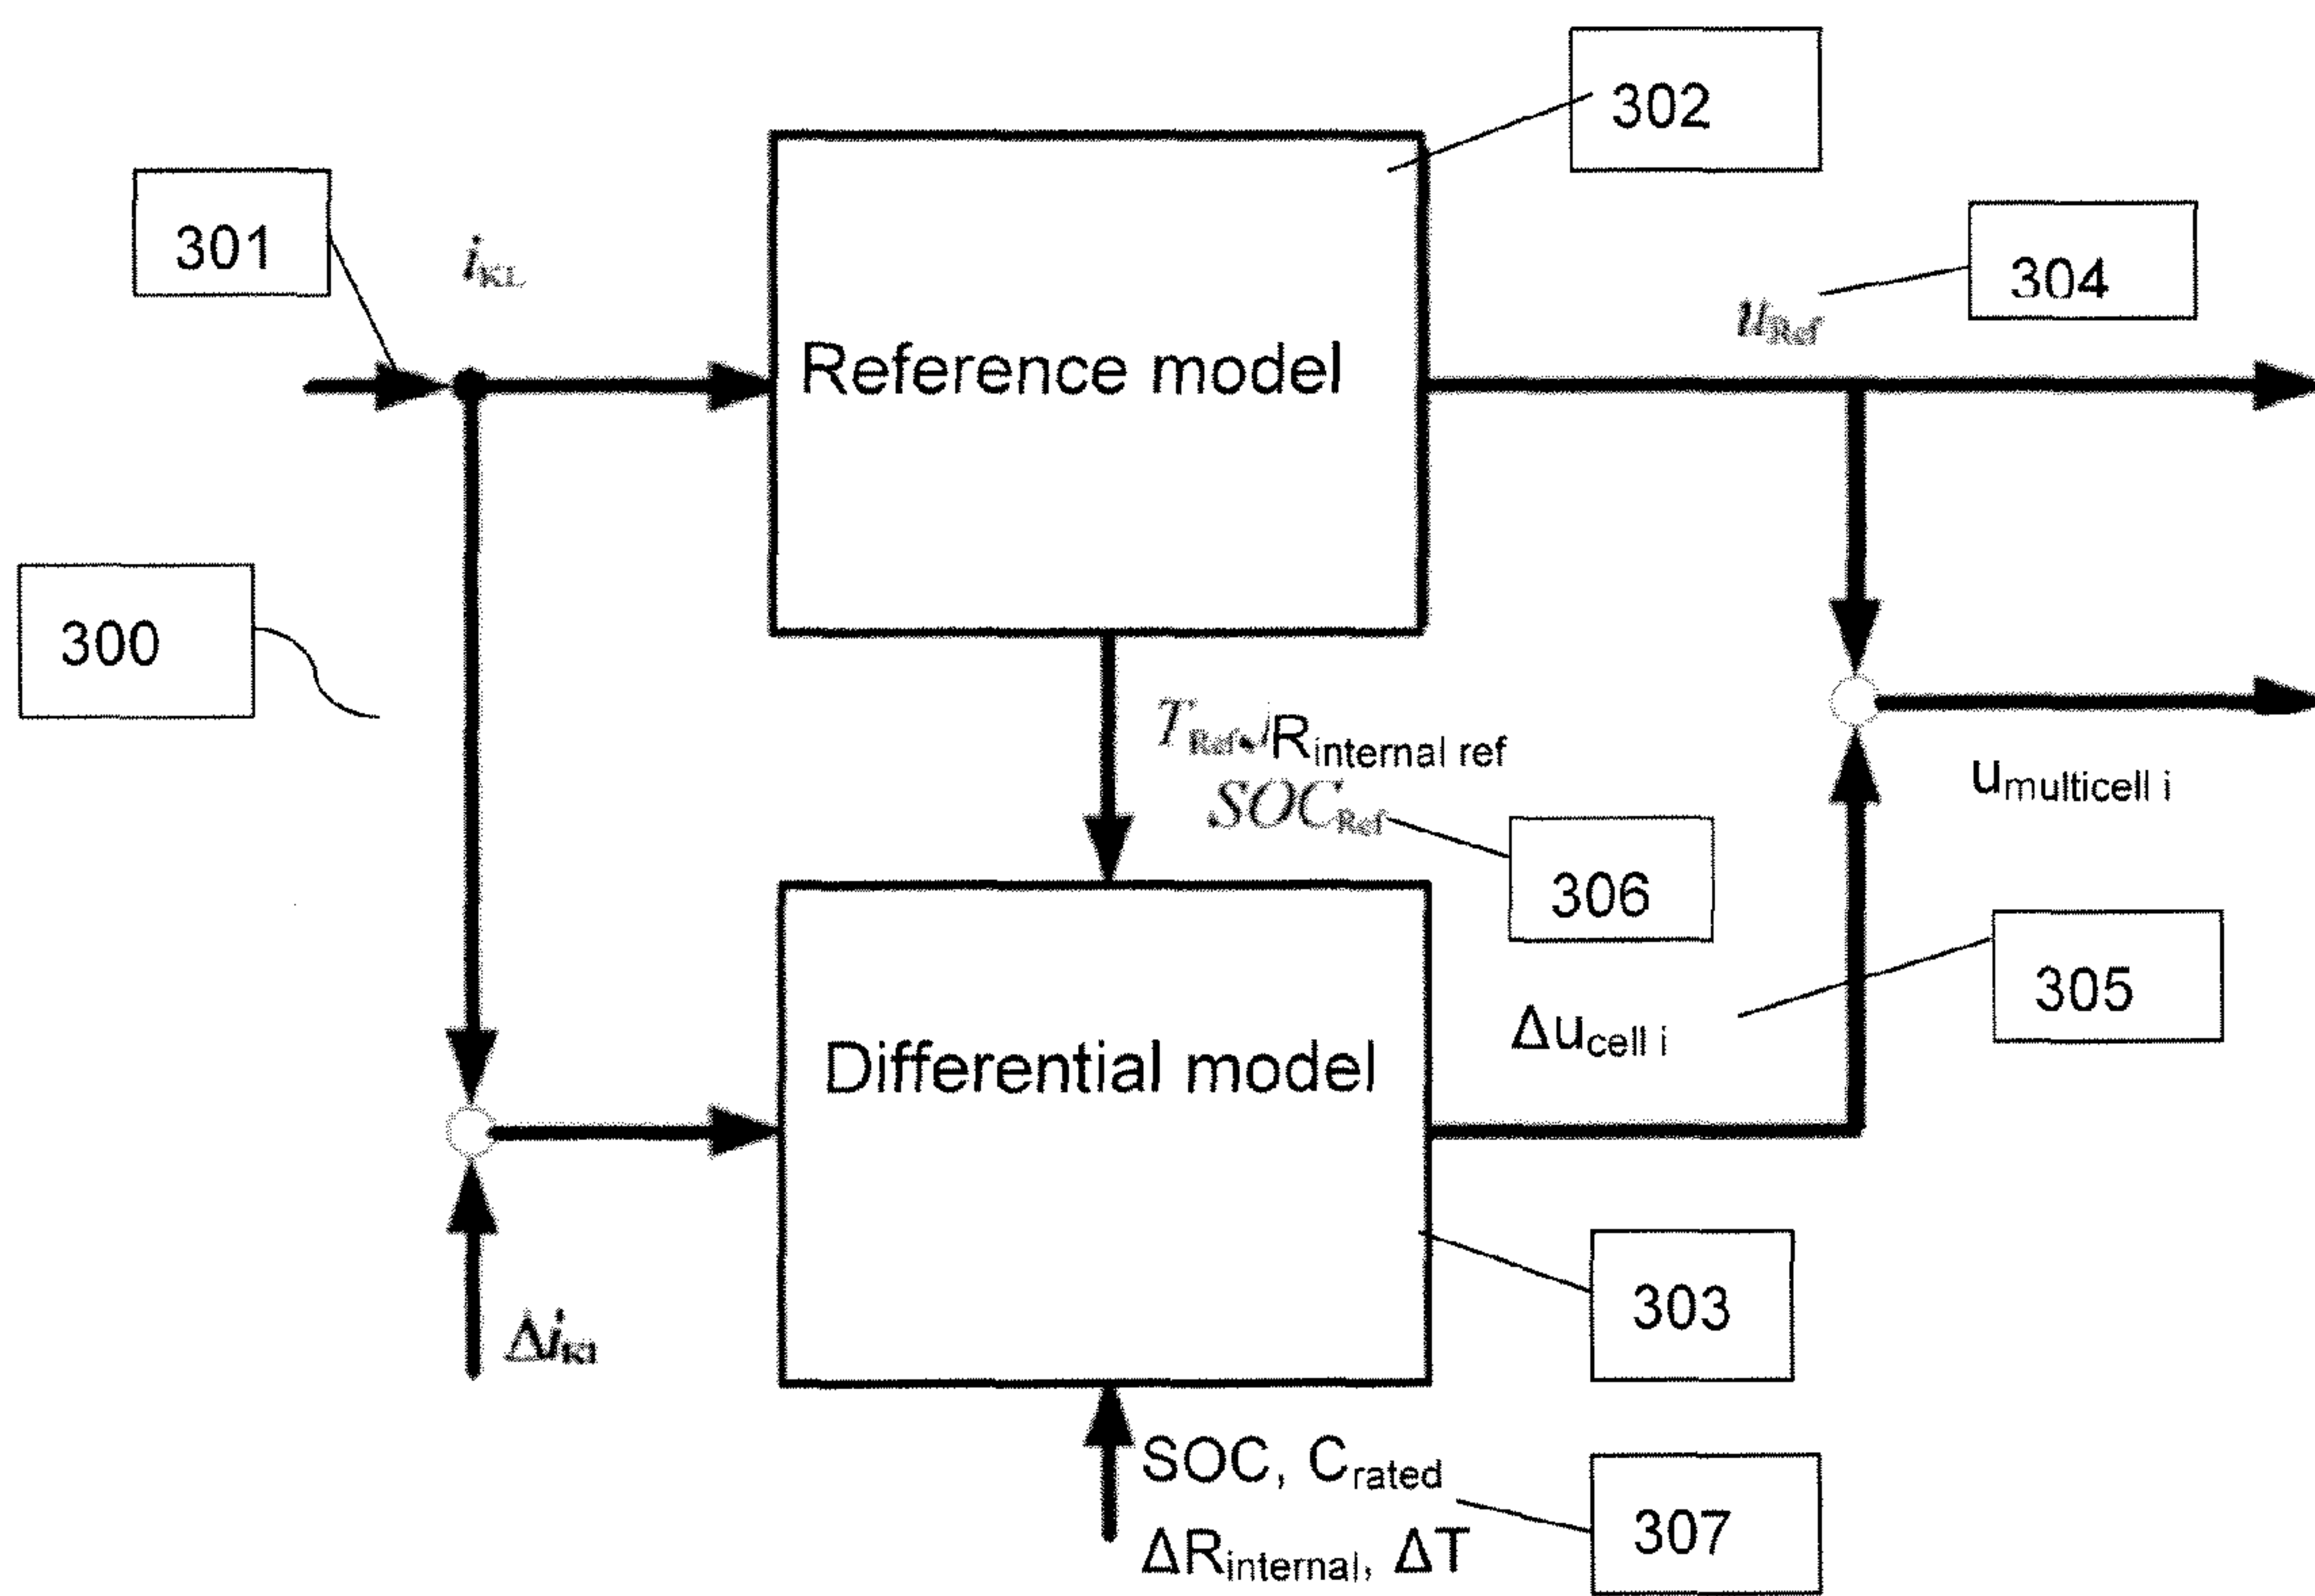 302
301
i_KL
304
u_Ref
Reference model
300
T_Ref, R_internal ref
u_multicell i
SOC_Ref
306
305
Δu_cell i
Differential model
303
SOC, C_rated
307
ΔR_internal, ΔT